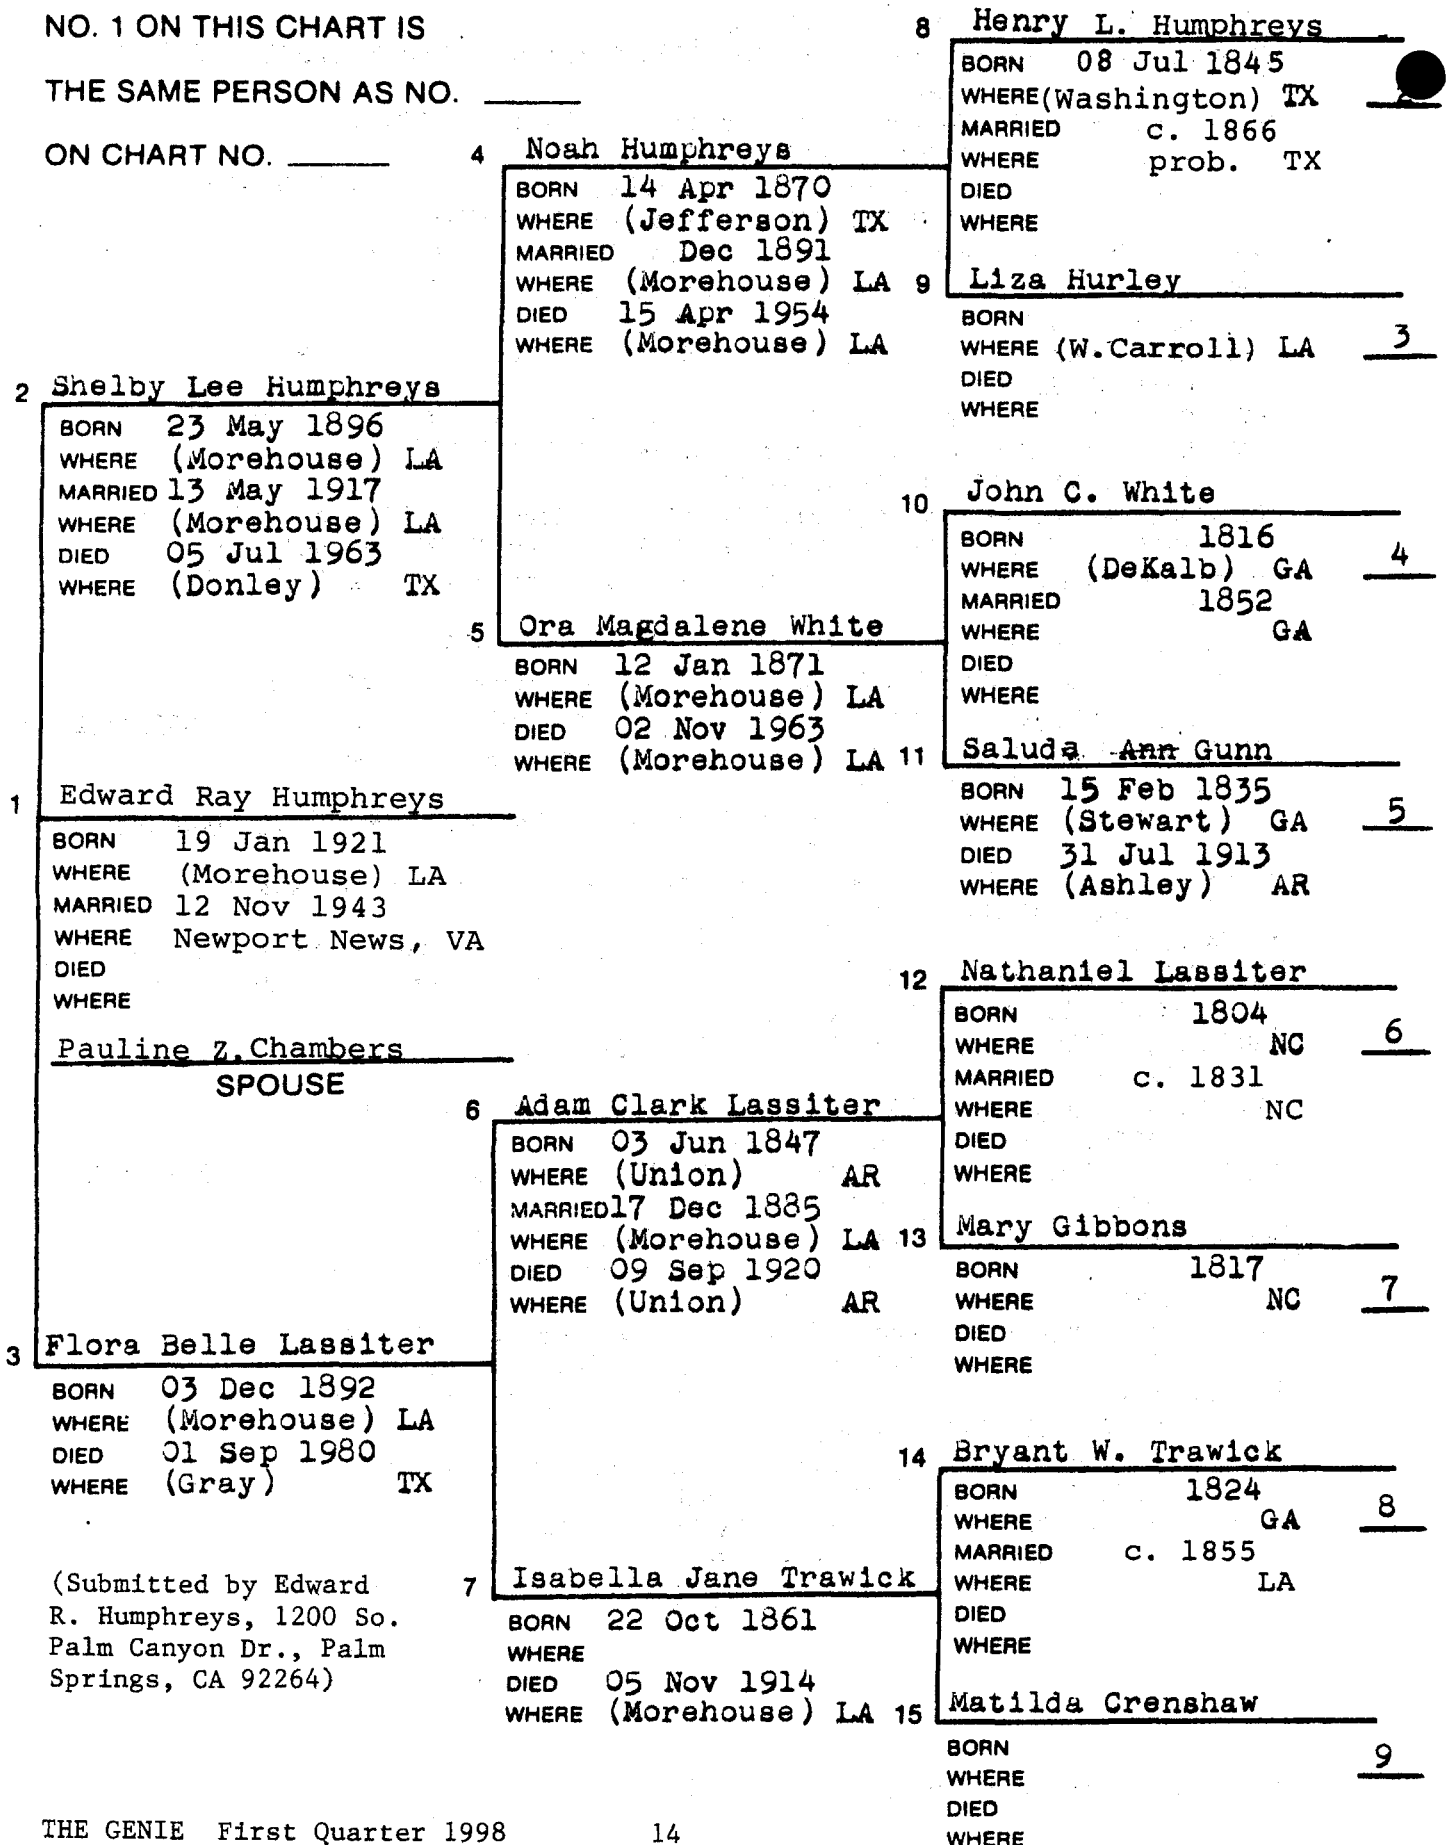 NO. 1 ON THIS CHART IS
THE SAME PERSON AS NO. ______
ON CHART NO. ______
8 Henry L. Humphreys
BORN 08 Jul 1845
WHERE (Washington) TX
MARRIED c. 1866
WHERE prob. TX
DIED
WHERE
4 Noah Humphreys
BORN 14 Apr 1870
WHERE (Jefferson) TX
MARRIED Dec 1891
WHERE (Morehouse) LA
DIED 15 Apr 1954
WHERE (Morehouse) LA
9 Liza Hurley
BORN
WHERE (W.Carroll) LA 3
DIED
WHERE
2 Shelby Lee Humphreys
BORN 23 May 1896
WHERE (Morehouse) LA
MARRIED 13 May 1917
WHERE (Morehouse) LA
DIED 05 Jul 1963
WHERE (Donley) TX
10 John C. White
BORN 1816
WHERE (DeKalb) GA 4
MARRIED 1852
WHERE GA
DIED
WHERE
5 Ora Magdalene White
BORN 12 Jan 1871
WHERE (Morehouse) LA
DIED 02 Nov 1963
WHERE (Morehouse) LA
11 Saluda Ann Gunn
BORN 15 Feb 1835
WHERE (Stewart) GA 5
DIED 31 Jul 1913
WHERE (Ashley) AR
1 Edward Ray Humphreys
BORN 19 Jan 1921
WHERE (Morehouse) LA
MARRIED 12 Nov 1943
WHERE Newport News, VA
DIED
WHERE
Pauline Z. Chambers
SPOUSE
12 Nathaniel Lassiter
BORN 1804
WHERE NC 6
MARRIED c. 1831
WHERE NC
DIED
WHERE
6 Adam Clark Lassiter
BORN 03 Jun 1847
WHERE (Union) AR
MARRIED 17 Dec 1885
WHERE (Morehouse) LA
DIED 09 Sep 1920
WHERE (Union) AR
13 Mary Gibbons
BORN 1817
WHERE NC 7
DIED
WHERE
3 Flora Belle Lassiter
BORN 03 Dec 1892
WHERE (Morehouse) LA
DIED 01 Sep 1980
WHERE (Gray) TX
14 Bryant W. Trawick
BORN 1824
WHERE GA 8
MARRIED c. 1855
WHERE LA
DIED
WHERE
7 Isabella Jane Trawick
BORN 22 Oct 1861
WHERE
DIED 05 Nov 1914
WHERE (Morehouse) LA
15 Matilda Crenshaw
BORN
WHERE 9
DIED
WHERE
(Submitted by Edward
R. Humphreys, 1200 So.
Palm Canyon Dr., Palm
Springs, CA 92264)
THE GENIE First Quarter 1998 14